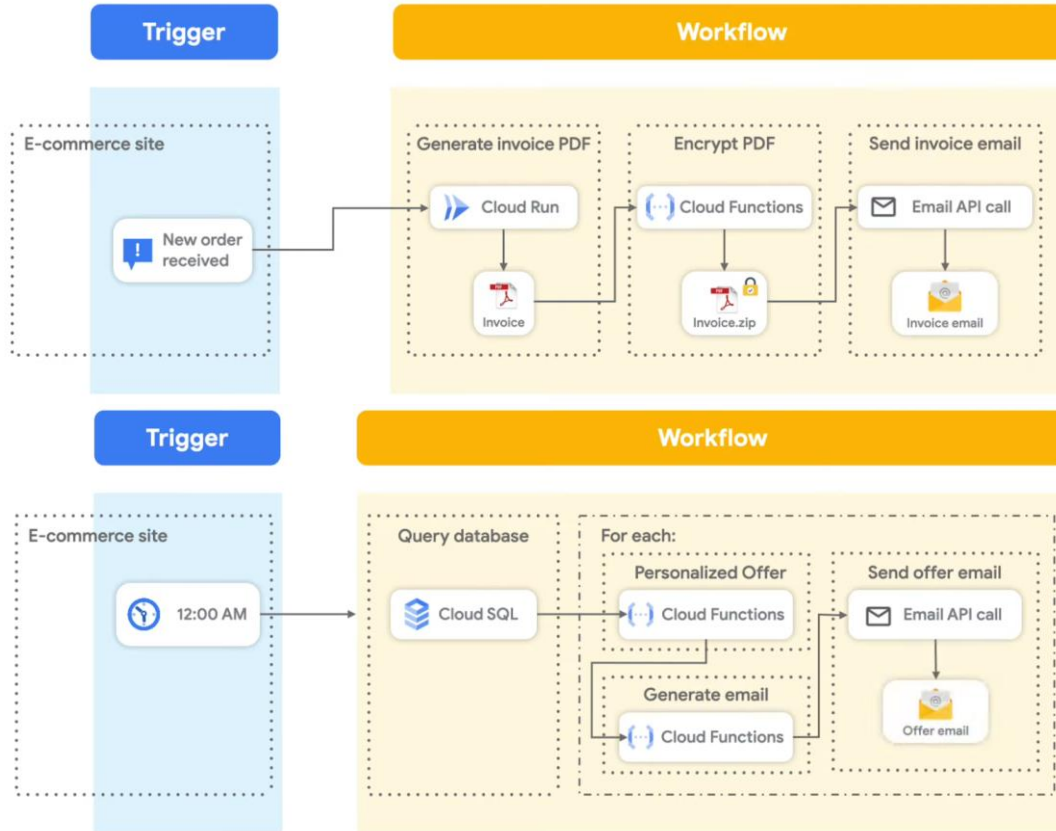 Trigger
Workflow
E-commerce site
Generate invoice PDF
Encrypt PDF
Send invoice email
New order
received
Cloud Run
Cloud Functions
Email API call
PDF
Invoice
PDF
Invoice.zip
@
Invoice email
Trigger
Workflow
E-commerce site
Query database
For each:
Personalized Offer
Send offer email
12:00 AM
Cloud SQL
Cloud Functions
Email API call
Generate email
Cloud Functions
@
Offer email